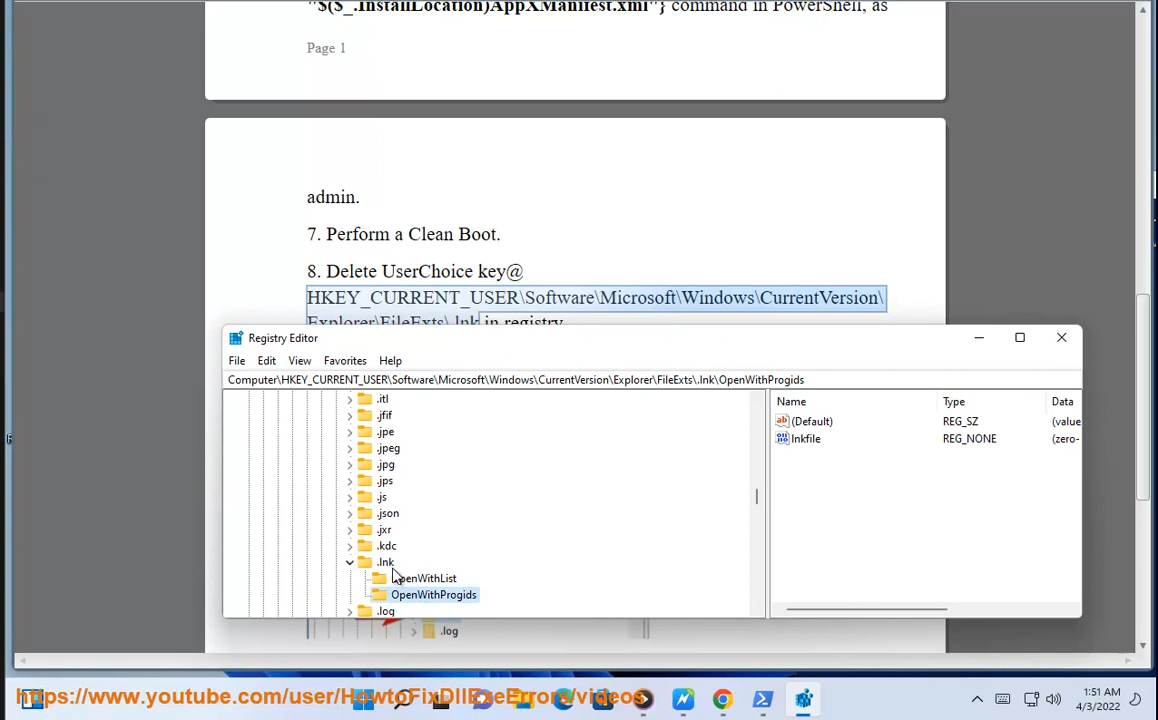 "$($_.InstallLocation)AppXManifest.xml"} command in PowerShell, as
Page 1
admin.
7. Perform a Clean Boot.
8. Delete UserChoice key@
HKEY_CURRENT_USER\Software\Microsoft\Windows\CurrentVersion\
Explorer\FileExts\.lnk in registry
Registry Editor
File Edit View Favorites Help
Computer\HKEY_CURRENT_USER\Software\Microsoft\Windows\CurrentVersion\Explorer\FileExts\.lnk\OpenWithProgids
Name Type Data
.itl
(Default) REG_SZ (value
.jfif
lnkfile REG_NONE (zero-
.jpe
.jpeg
.jpg
.jps
.js
.json
.jxr
.kdc
.lnk
OpenWithList
OpenWithProgids
.log
.log
https://www.youtube.com/user/HowtoFixDllExeErrors/videos
1:51 AM
4/3/2022